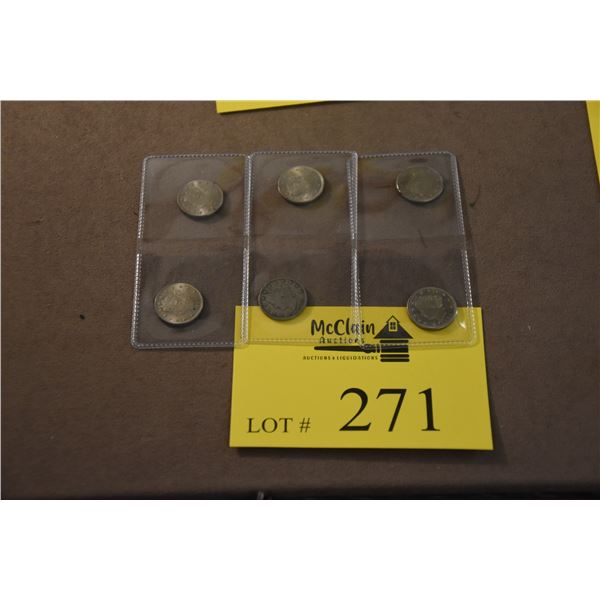 McClain
Auctions
AUCTIONS & LIQUIDATIONS
LOT # 271